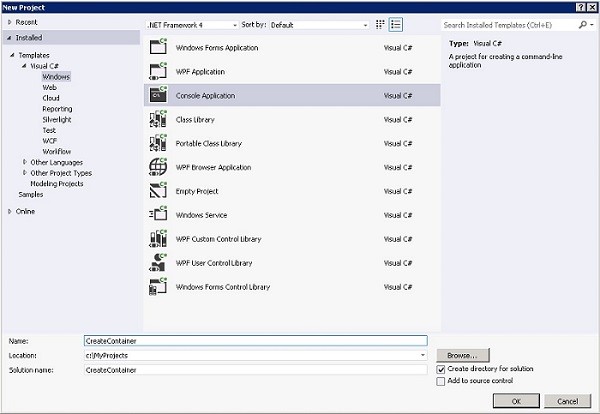 New Project
Recent
Installed
Templates
Visual C#
Windows
Web
Cloud
Reporting
Silverlight
Test
WCF
Workflow
Other Languages
Other Project Types
Modeling Projects
Samples
Online
.NET Framework 4 Sort by: Default
Windows Forms Application Visual C#
WPF Application Visual C#
Console Application Visual C#
Class Library Visual C#
Portable Class Library Visual C#
WPF Browser Application Visual C#
Empty Project Visual C#
Windows Service Visual C#
WPF Custom Control Library Visual C#
WPF User Control Library Visual C#
Windows Forms Control Library Visual C#
Search Installed Templates (Ctrl+E)
Type: Visual C#
A project for creating a command-line
application
Name: CreateContainer
Location: c:\MyProjects Browse...
Solution name: CreateContainer
Create directory for solution
Add to source control
OK Cancel